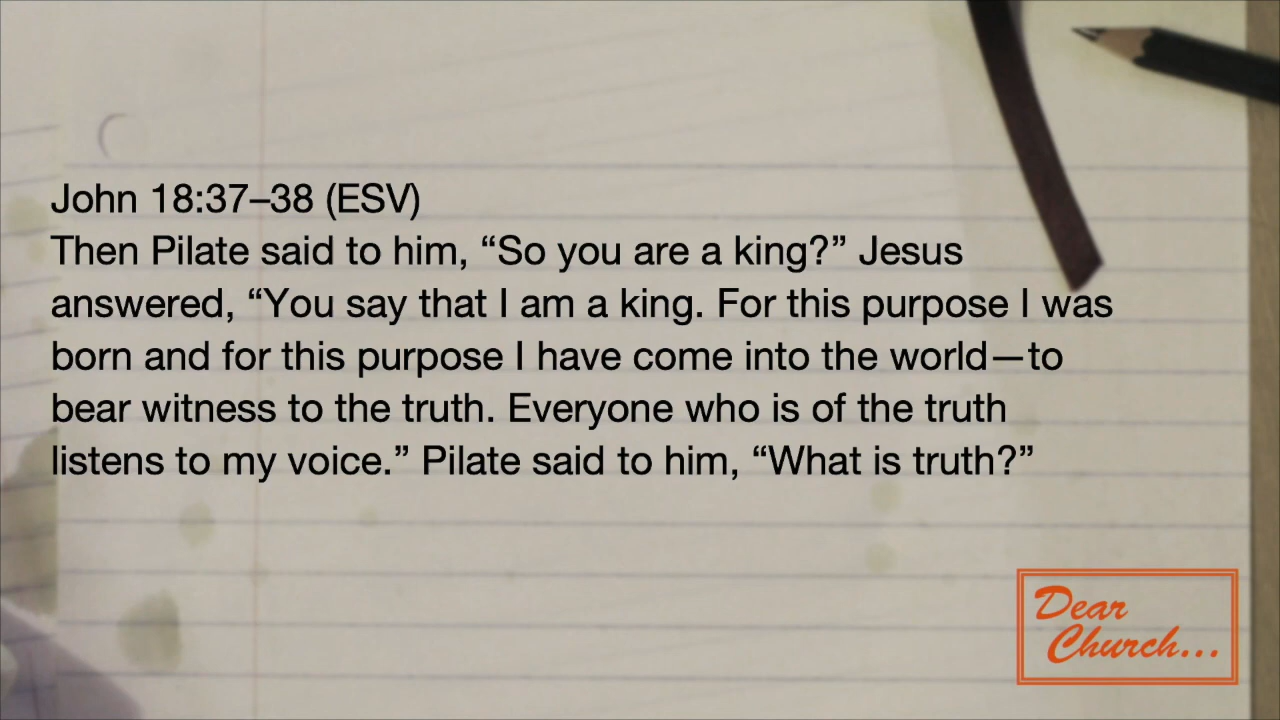 John 18:37–38 (ESV)
Then Pilate said to him, “So you are a king?” Jesus
answered, “You say that I am a king. For this purpose I was
born and for this purpose I have come into the world—to
bear witness to the truth. Everyone who is of the truth
listens to my voice.” Pilate said to him, “What is truth?”
Dear
Church...